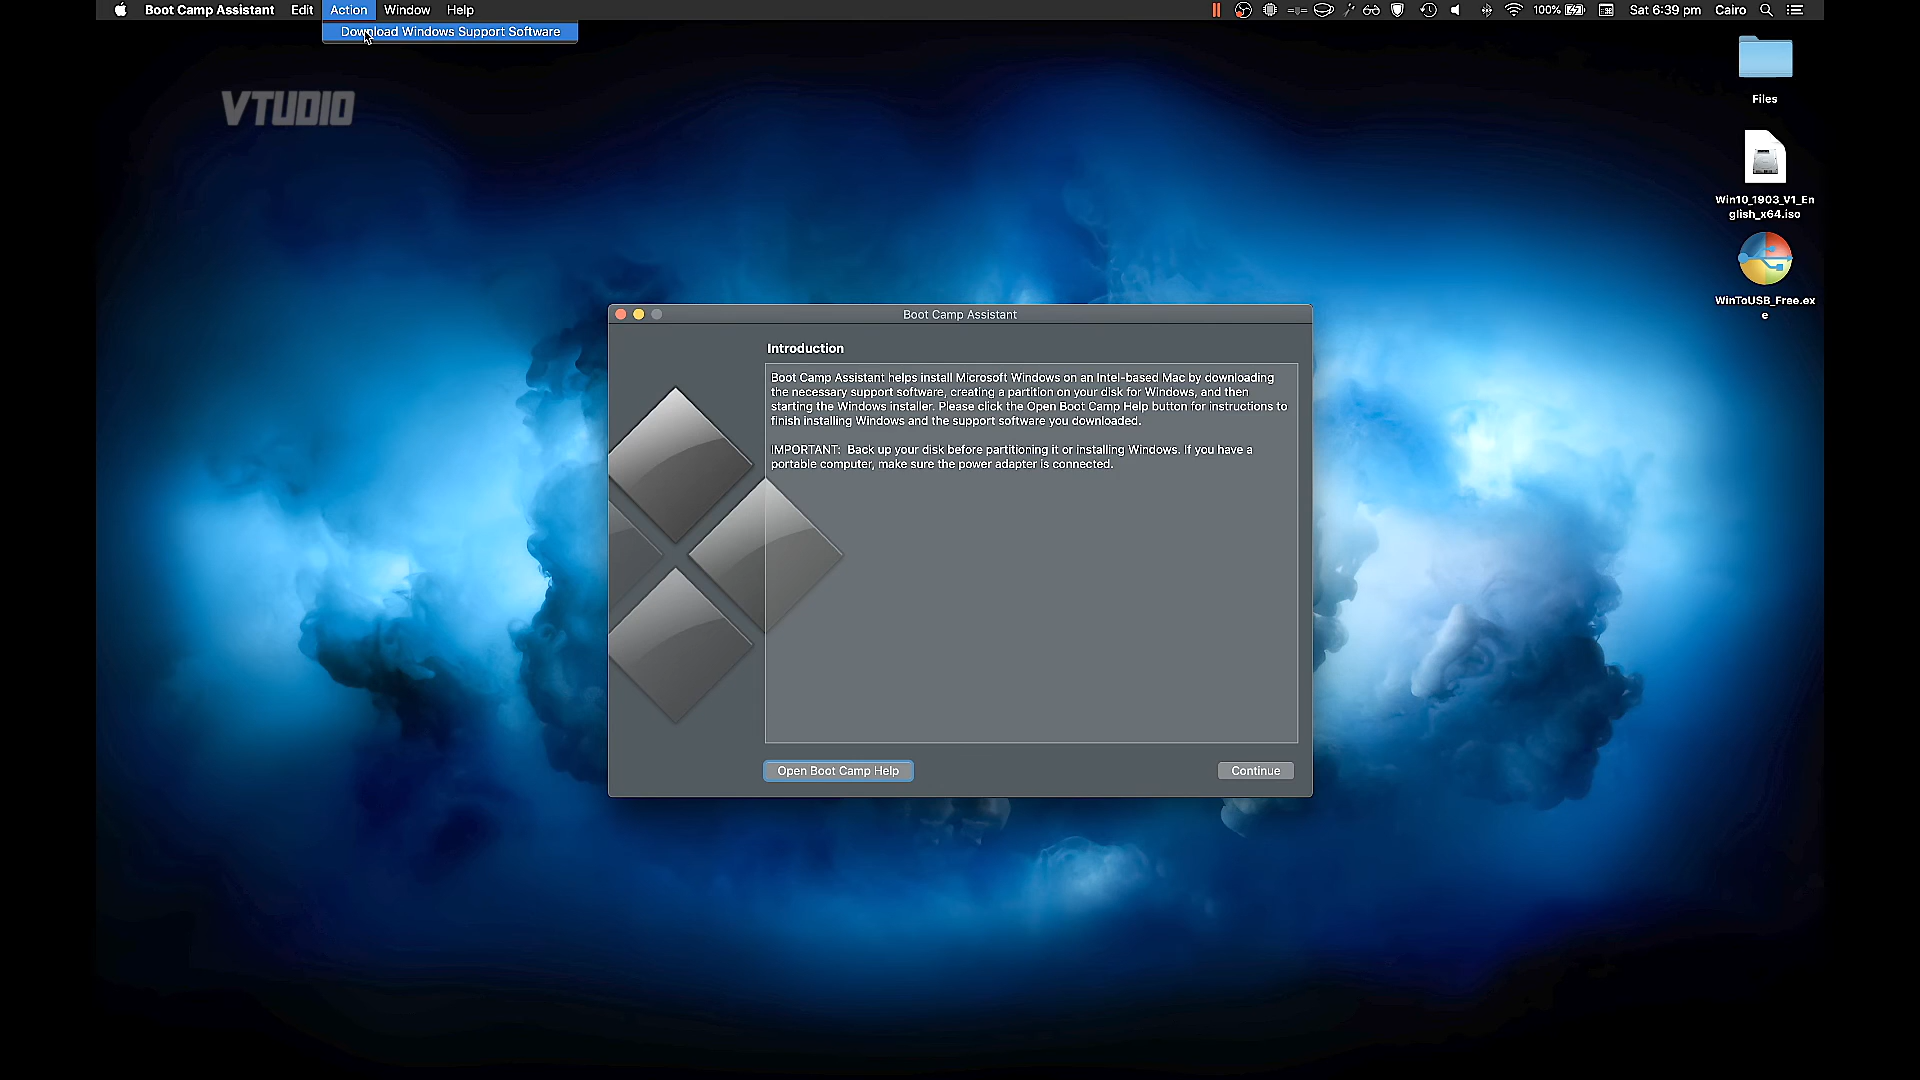 Boot Camp Assistant Edit Action Window Help 100% Sat 6:39 pm Cairo
Download Windows Support Software
VTUDIO
Files
Win10_1903_V1_En
glish_x64.iso
WinToUSB_Free.ex
e
Boot Camp Assistant
Introduction
Boot Camp Assistant helps install Microsoft Windows on an Intel-based Mac by downloading
the necessary support software, creating a partition on your disk for Windows, and then
starting the Windows installer. Please click the Open Boot Camp Help button for instructions to
finish installing Windows and the support software you downloaded.
IMPORTANT: Back up your disk before partitioning it or installing Windows. If you have a
portable computer, make sure the power adapter is connected.
Open Boot Camp Help
Continue